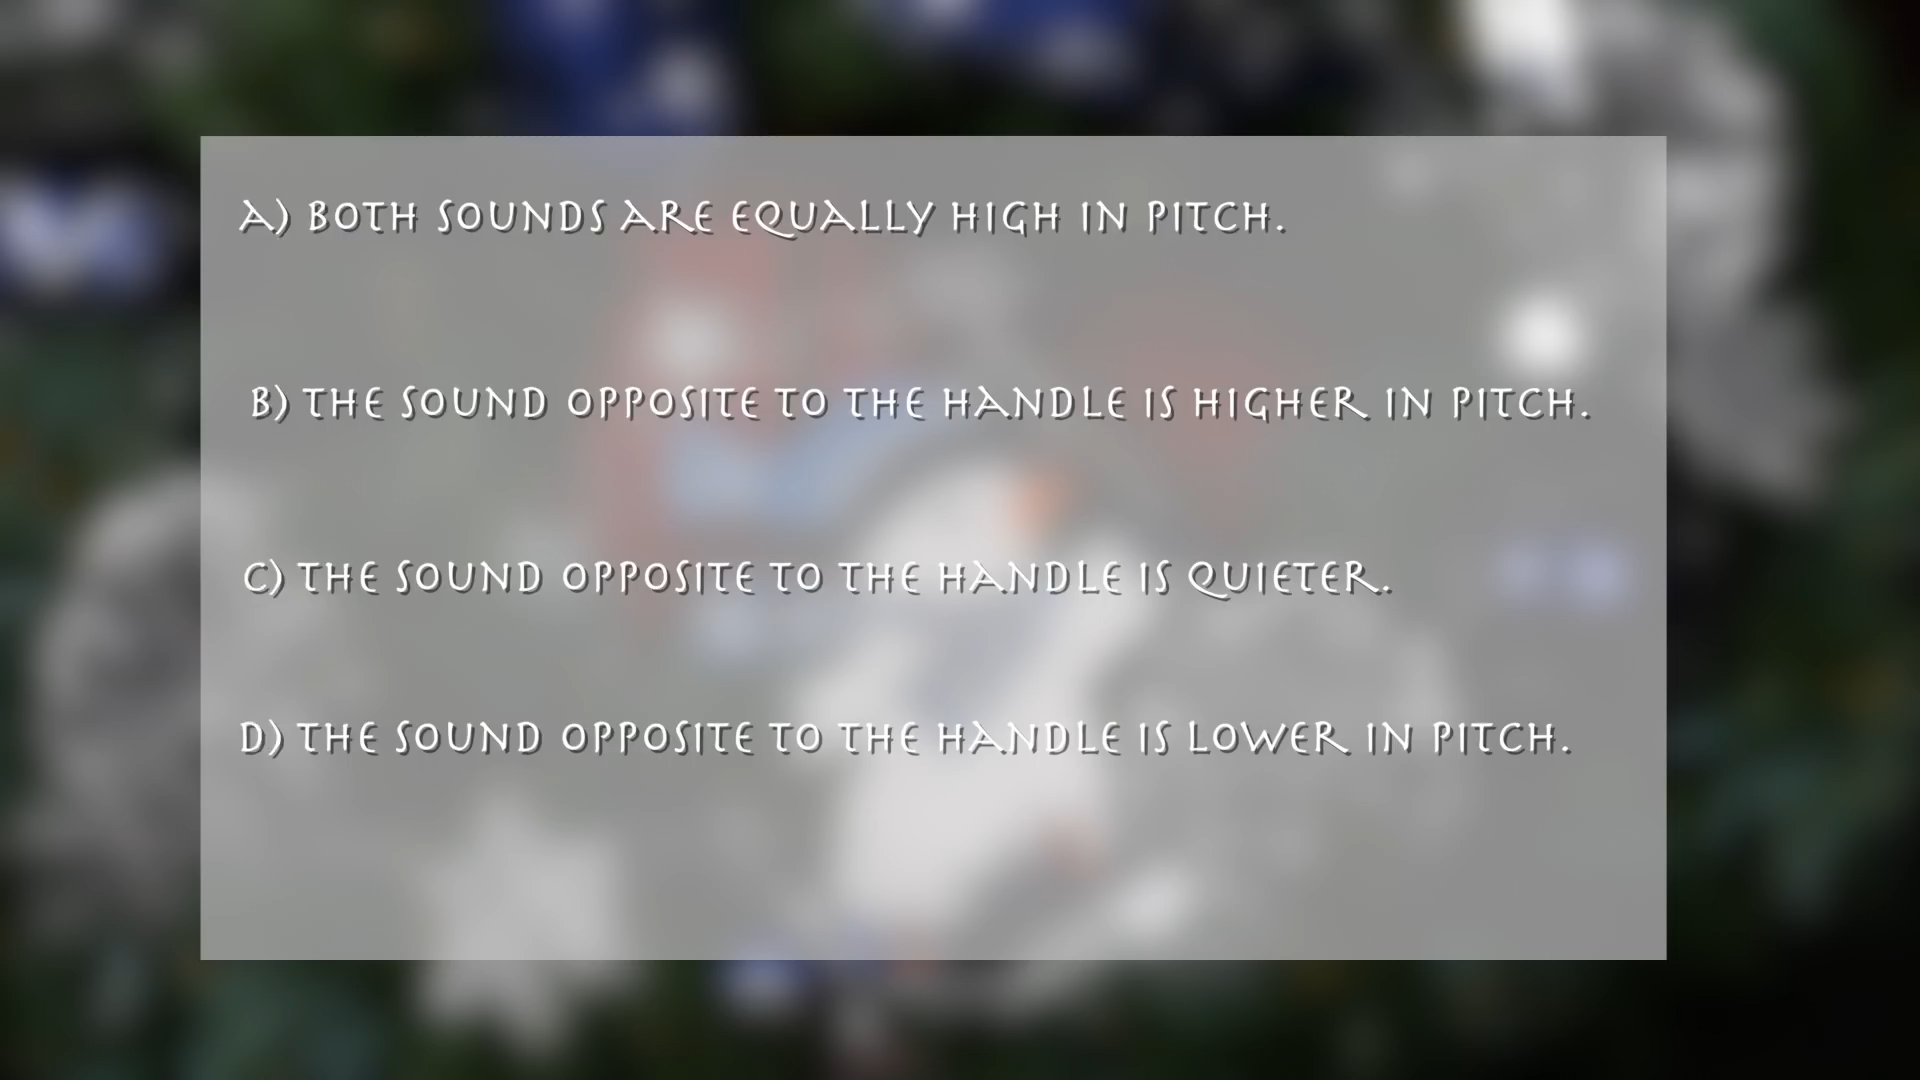 A) BOTH SOUNDS ARE EQUALLY HIGH IN PITCH.
B) THE SOUND OPPOSITE TO THE HANDLE IS HIGHER IN PITCH.
C) THE SOUND OPPOSITE TO THE HANDLE IS QUIETER.
D) THE SOUND OPPOSITE TO THE HANDLE IS LOWER IN PITCH.